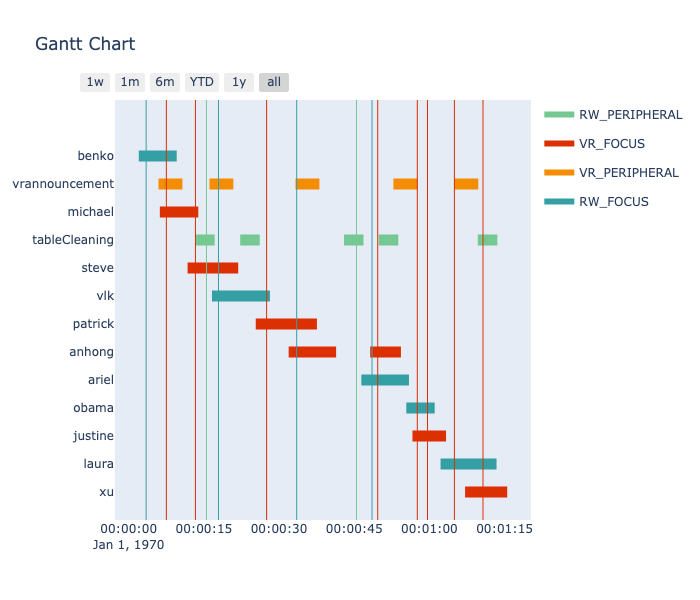 Gantt Chart
1w 1m 6m YTD 1y all
RW_PERIPHERAL
VR_FOCUS
VR_PERIPHERAL
RW_FOCUS
benko
vrannouncement
michael
tableCleaning
steve
vlk
patrick
anhong
ariel
obama
justine
laura
xu
00:00:00 00:00:15 00:00:30 00:00:45 00:01:00 00:01:15
Jan 1, 1970